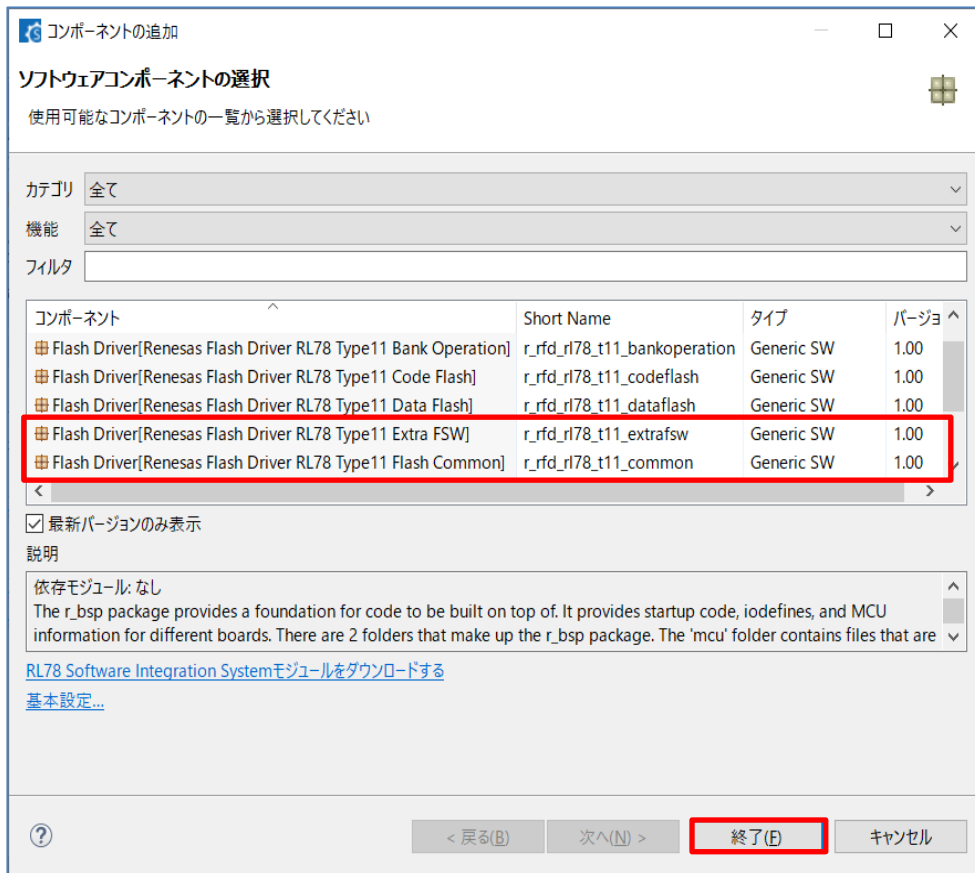 コンポーネントの追加
ソフトウェアコンポーネントの選択
使用可能なコンポーネントの一覧から選択してください
カテゴリ 全て
機能 全て
フィルタ
コンポーネント Short Name タイプ バージョ
Flash Driver[Renesas Flash Driver RL78 Type11 Bank Operation] r_rfd_rl78_t11_bankoperation Generic SW 1.00
Flash Driver[Renesas Flash Driver RL78 Type11 Code Flash] r_rfd_rl78_t11_codeflash Generic SW 1.00
Flash Driver[Renesas Flash Driver RL78 Type11 Data Flash] r_rfd_rl78_t11_dataflash Generic SW 1.00
Flash Driver[Renesas Flash Driver RL78 Type11 Extra FSW] r_rfd_rl78_t11_extrafsw Generic SW 1.00
Flash Driver[Renesas Flash Driver RL78 Type11 Flash Common] r_rfd_rl78_t11_common Generic SW 1.00
最新バージョンのみ表示
説明
依存モジュール: なし
The r_bsp package provides a foundation for code to be built on top of. It provides startup code, iodefines, and MCU
information for different boards. There are 2 folders that make up the r_bsp package. The 'mcu' folder contains files that are
RL78 Software Integration Systemモジュールをダウンロードする
基本設定...
< 戻る(B) 次へ(N) > 終了(F) キャンセル